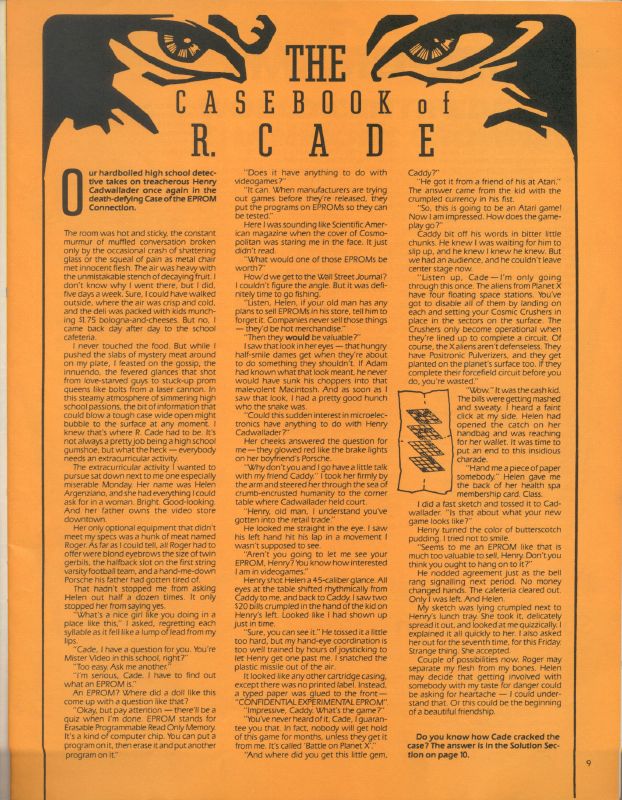 THE
CASEBOOK of
R. CADE
Our hardboiled high school detec-
tive takes on treacherous Henry
Cadwallader once again in the
death-defying Case of the EPROM
Connection.
The room was hot and sticky, the constant
murmur of muffled conversation broken
only by the occasional crash of shattering
glass or the squeal of pain as metal chair
met innocent flesh. The air was heavy with
the unmistakable stench of decaying fruit. I
don't know why I went there, but I did,
five days a week. Sure, I could have walked
outside, where the air was crisp and cold,
and the deli was packed with kids munch-
ing $1.75 bologna-and-cheeses. But no, I
came back day after day to the school
cafeteria.
I never touched the food. But while I
pushed the slabs of mystery meat around
on my plate, I feasted on the gossip, the
innuendo, the fevered glances that shot
from love-starved guys to stuck-up prom
queens like bolts from a laser cannon. In
this steamy atmosphere of simmering high
school passions, the bit of information that
could blow a tough case wide open might
bubble to the surface at any moment. I
knew that's where R. Cade had to be. It's
not always a pretty job being a high school
gumshoe, but what the heck — everybody
needs an extracurricular activity.
The extracurricular activity I wanted to
pursue sat down next to me one especially
miserable Monday. Her name was Helen
Argenziano, and she had everything I could
ask for in a woman. Bright. Good-looking.
And her father owns the video store
downtown.
Her only optional equipment that didn't
meet my specs was a hunk of meat named
Roger. As far as I could tell, all Roger had to
offer were blond eyebrows the size of twin
gerbils, the halfback slot on the first string
varsity football team, and a hand-me-down
Porsche his father had gotten tired of.
That hadn't stopped me from asking
Helen out half a dozen times. It only
stopped her from saying yes.
"What's a nice girl like you doing in a
place like this," I asked, regretting each
syllable as it fell like a lump of lead from my
lips.
"Cade, I have a question for you. You're
Mister Video in this school, right?"
"Too easy. Ask me another."
"I'm serious, Cade. I have to find out
what an EPROM is."
An EPROM? Where did a doll like this
come up with a question like that?
"Okay, but pay attention — there'll be a
quiz when I'm done. EPROM stands for
Erasable Programmable Read Only Memory.
It's a kind of computer chip. You can put a
program on it, then erase it and put another
program on it."
"Does it have anything to do with
videogames?"
"It can. When manufacturers are trying
out games before they're released, they
put the programs on EPROMs so they can
be tested."
Here I was sounding like Scientific Amer-
ican magazine when the cover of Cosmo-
politan was staring me in the face. It just
didn't read.
"What would one of those EPROMs be
worth?"
How'd we get to the Wall Street Journal?
I couldn't figure the angle. But it was defi-
nitely time to go fishing.
"Listen, Helen, if your old man has any
plans to sell EPROMs in his store, tell him to
forget it. Companies never sell those things
— they'd be hot merchandise."
"Then they would be valuable?"
I saw that look in her eyes — that hungry
half-smile dames get when they're about
to do something they shouldn't. If Adam
had known what that look meant, he never
would have sunk his choppers into that
malevolent Macintosh. And as soon as I
saw that look, I had a pretty good hunch
who the snake was.
"Could this sudden interest in microelec-
tronics have anything to do with Henry
Cadwallader?"
Her cheeks answered the question for
me — they glowed red like the brake lights
on her boyfriend's Porsche.
"Why don't you and I go have a little talk
with my friend Caddy." I took her firmly by
the arm and steered her through the sea of
crumb-encrusted humanity to the corner
table where Cadwallader held court.
"Henry, old man, I understand you've
gotten into the retail trade."
He looked me straight in the eye. I saw
his left hand hit his lap in a movement I
wasn't supposed to see.
"Aren't you going to let me see your
EPROM, Henry? You know how interested
I am in videogames."
Henry shot Helen a 45-caliber glance. All
eyes at the table shifted rhythmically from
Caddy to me, and back to Caddy. I saw two
$20 bills crumpled in the hand of the kid on
Henry's left. Looked like I had shown up
just in time.
"Sure, you can see it." He tossed it a little
too hard, but my hand-eye coordination is
too well trained by hours of joysticking to
let Henry get one past me. I snatched the
plastic missile out of the air.
It looked like any other cartridge casing,
except there was no printed label. Instead,
a typed paper was glued to the front —
"CONFIDENTIAL EXPERIMENTAL EPROM".
"Impressive, Caddy. What's the game?"
"You've never heard of it, Cade, I guaran-
tee you that. In fact, nobody will get hold
of this game for months, unless they get it
from me. It's called 'Battle on Planet X'."
"And where did you get this little gem,
Caddy?"
"He got it from a friend of his at Atari."
The answer came from the kid with the
crumpled currency in his fist.
"So, this is going to be an Atari game!
Now I am impressed. How does the game-
play go?"
Caddy bit off his words in bitter little
chunks. He knew I was waiting for him to
slip up, and he knew I knew he knew. But
we had an audience, and he couldn't leave
center stage now.
"Listen up, Cade — I'm only going
through this once. The aliens from Planet X
have four floating space stations. You've
got to disable all of them by landing on
each and setting your Cosmic Crushers in
place in the sectors on the surface. The
Crushers only become operational when
they're lined up to complete a circuit. Of
course, the X aliens aren't defenseless. They
have Positronic Pulverizers, and they get
planted on the planet's surface too. If they
complete their forcefield circuit before you
do, you're wasted."
"Wow." It was the cash kid.
The bills were getting mashed
and sweaty. I heard a faint
click at my side. Helen had
opened the catch on her
handbag and was reaching
for her wallet. It was time to
put an end to this insidious
charade.
"Hand me a piece of paper
somebody." Helen gave me
the back of her health spa
membership card. Class.
I did a fast sketch and tossed it to Cad-
wallader. "Is that about what your new
game looks like?"
Henry turned the color of butterscotch
pudding. I tried not to smile.
"Seems to me an EPROM like that is
much too valuable to sell, Henry. Don't you
think you ought to hang on to it?"
He nodded agreement just as the bell
rang signalling next period. No money
changed hands. The cafeteria cleared out.
Only I was left. And Helen.
My sketch was lying crumpled next to
Henry's lunch tray. She took it, delicately
spread it out, and looked at me quizzically. I
explained it all quickly to her. I also asked
her out for the seventh time, for this Friday.
Strange thing. She accepted.
Couple of possibilities now. Roger may
separate my flesh from my bones. Helen
may decide that getting involved with
somebody with my taste for danger could
be asking for heartache — I could under-
stand that. Or this could be the beginning
of a beautiful friendship.
Do you know how Cade cracked the
case? The answer is in the Solution Sec-
tion on page 10.
9